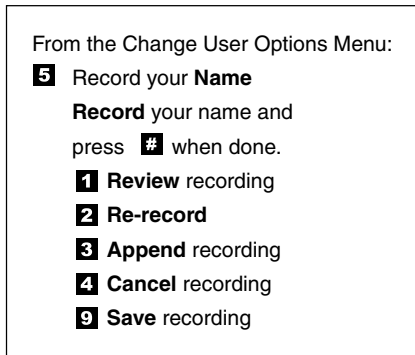 From the Change User Options Menu:
5 Record your Name
Record your name and
press # when done.
1 Review recording
2 Re-record
3 Append recording
4 Cancel recording
9 Save recording